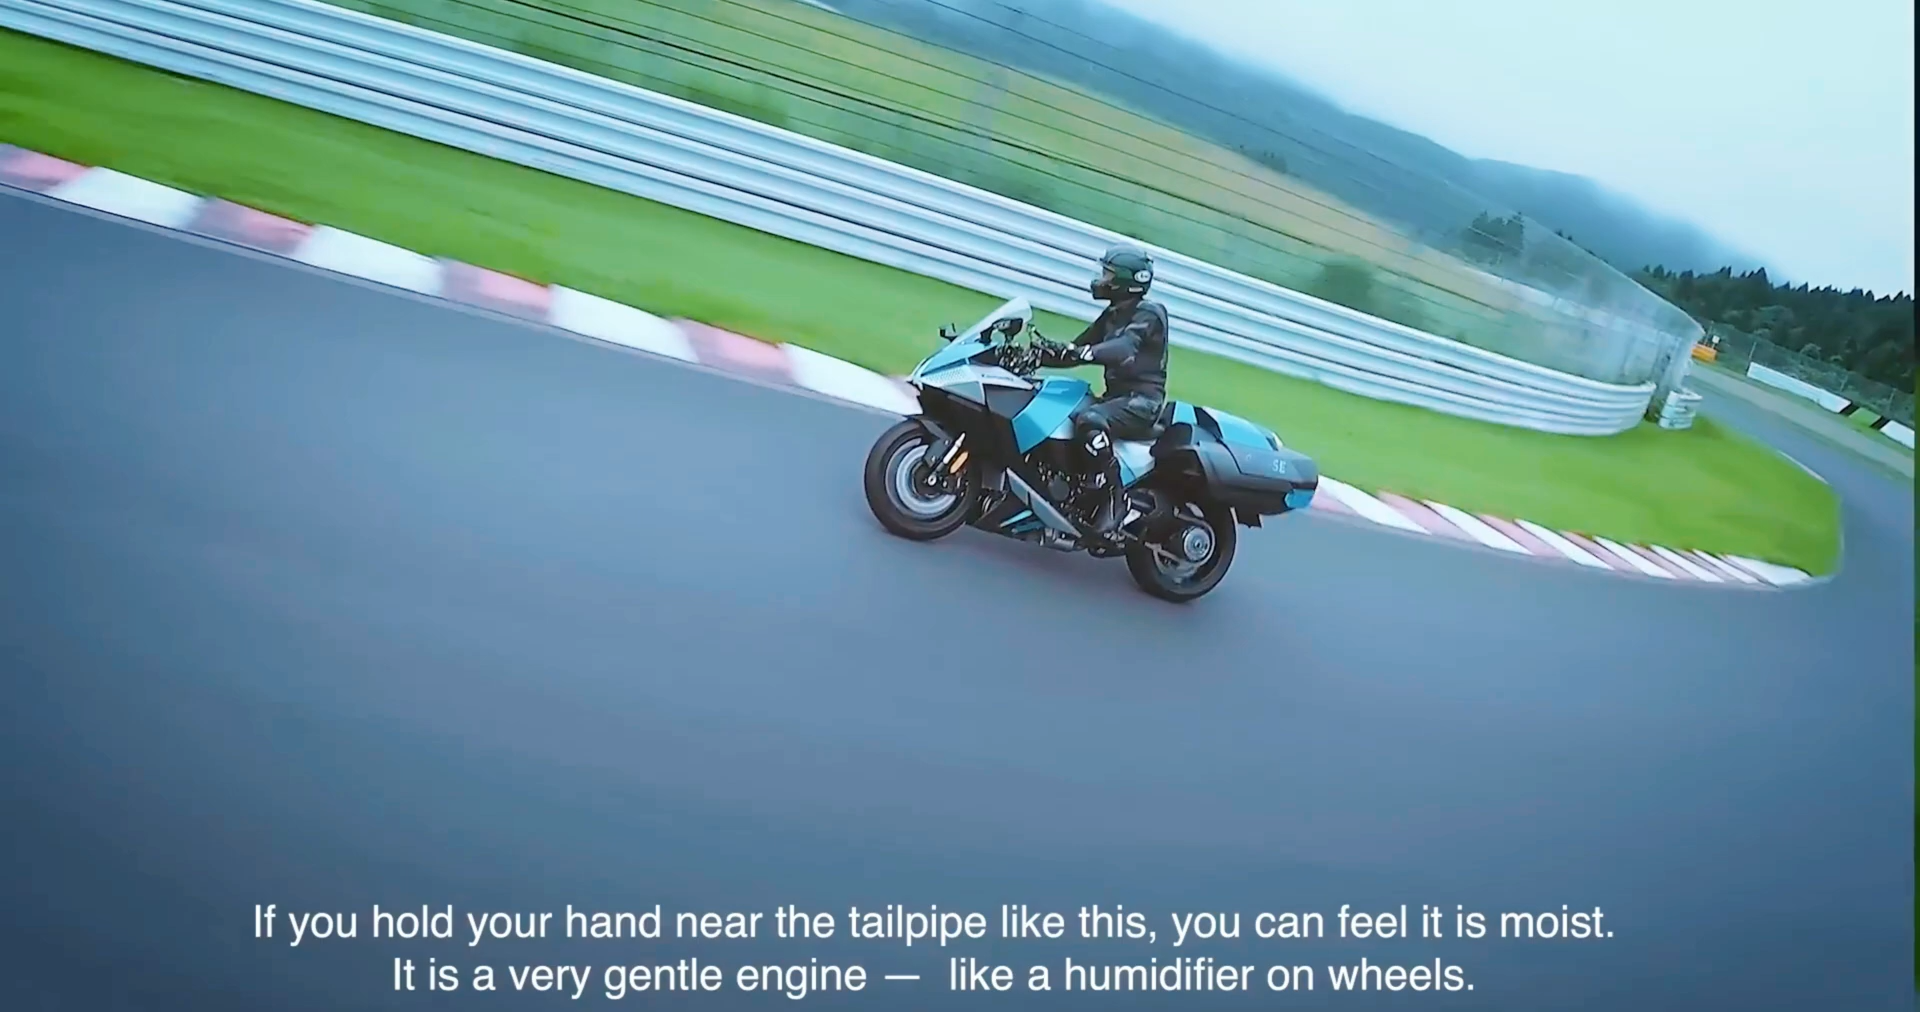 SE
If you hold your hand near the tailpipe like this, you can feel it is moist.
It is a very gentle engine — like a humidifier on wheels.